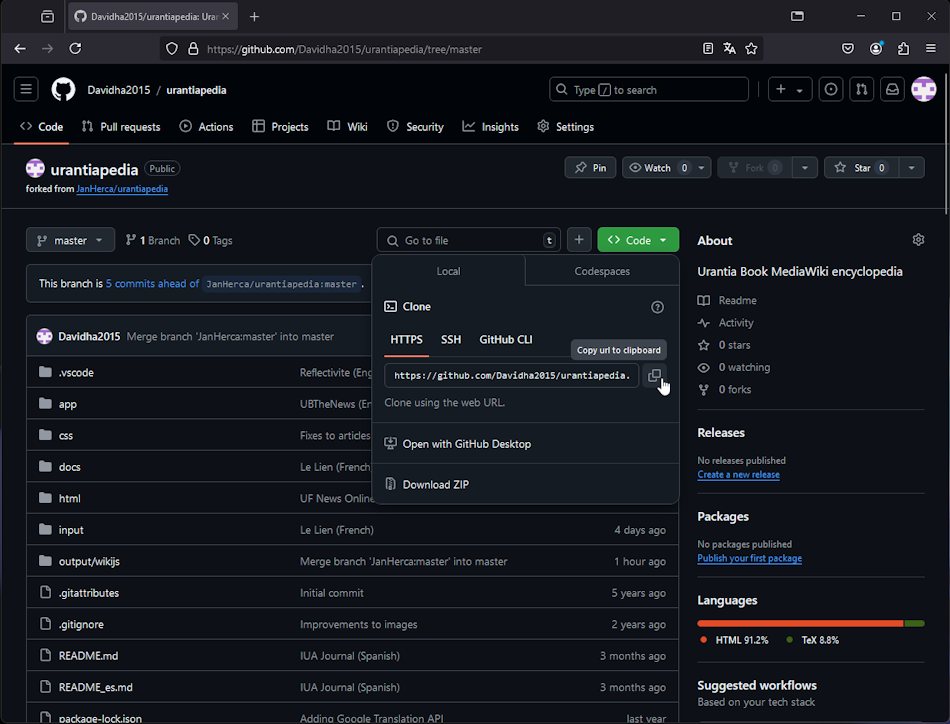 Davidha2015/urantiapedia: Uran
https://github.com/Davidha2015/urantiapedia/tree/master
Davidha2015 / urantiapedia
Type / to search
Code Pull requests Actions Projects Wiki Security Insights Settings
urantiapedia Public
Pin Watch 0 Fork 0 Star 0
forked from JanHerca/urantiapedia
master 1 Branch 0 Tags
Go to file t
Code
This branch is 5 commits ahead of JanHerca/urantiapedia:master .
Local Codespaces
Clone
HTTPS SSH GitHub CLI
Copy url to clipboard
https://github.com/Davidha2015/urantiapedia.
Clone using the web URL.
Open with GitHub Desktop
Download ZIP
Davidha2015 Merge branch 'JanHerca:master' into master
.vscode Reflectivite (Eng
app UBTheNews (En
css Fixes to articles
docs Le Lien (French)
html UF News Online
input Le Lien (French) 4 days ago
output/wikijs Merge branch 'JanHerca:master' into master 1 hour ago
.gitattributes Initial commit 5 years ago
.gitignore Improvements to images 2 years ago
README.md IUA Journal (Spanish) 3 months ago
README_es.md IUA Journal (Spanish) 3 months ago
package-lock.json Adding Google Translation API last year
About
Urantia Book MediaWiki encyclopedia
Readme
Activity
0 stars
0 watching
0 forks
Releases
No releases published
Create a new release
Packages
No packages published
Publish your first package
Languages
HTML 91.2% TeX 8.8%
Suggested workflows
Based on your tech stack